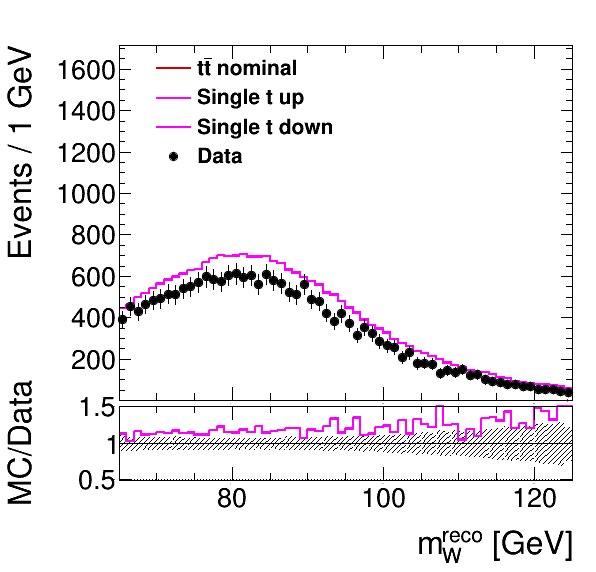 Events / 1 GeV
1600
1400
1200
1000
800
600
400
200
tt̄ nominal
Single t up
Single t down
Data
MC/Data
1.5
1
0.5
80
100
120
m_W^reco [GeV]